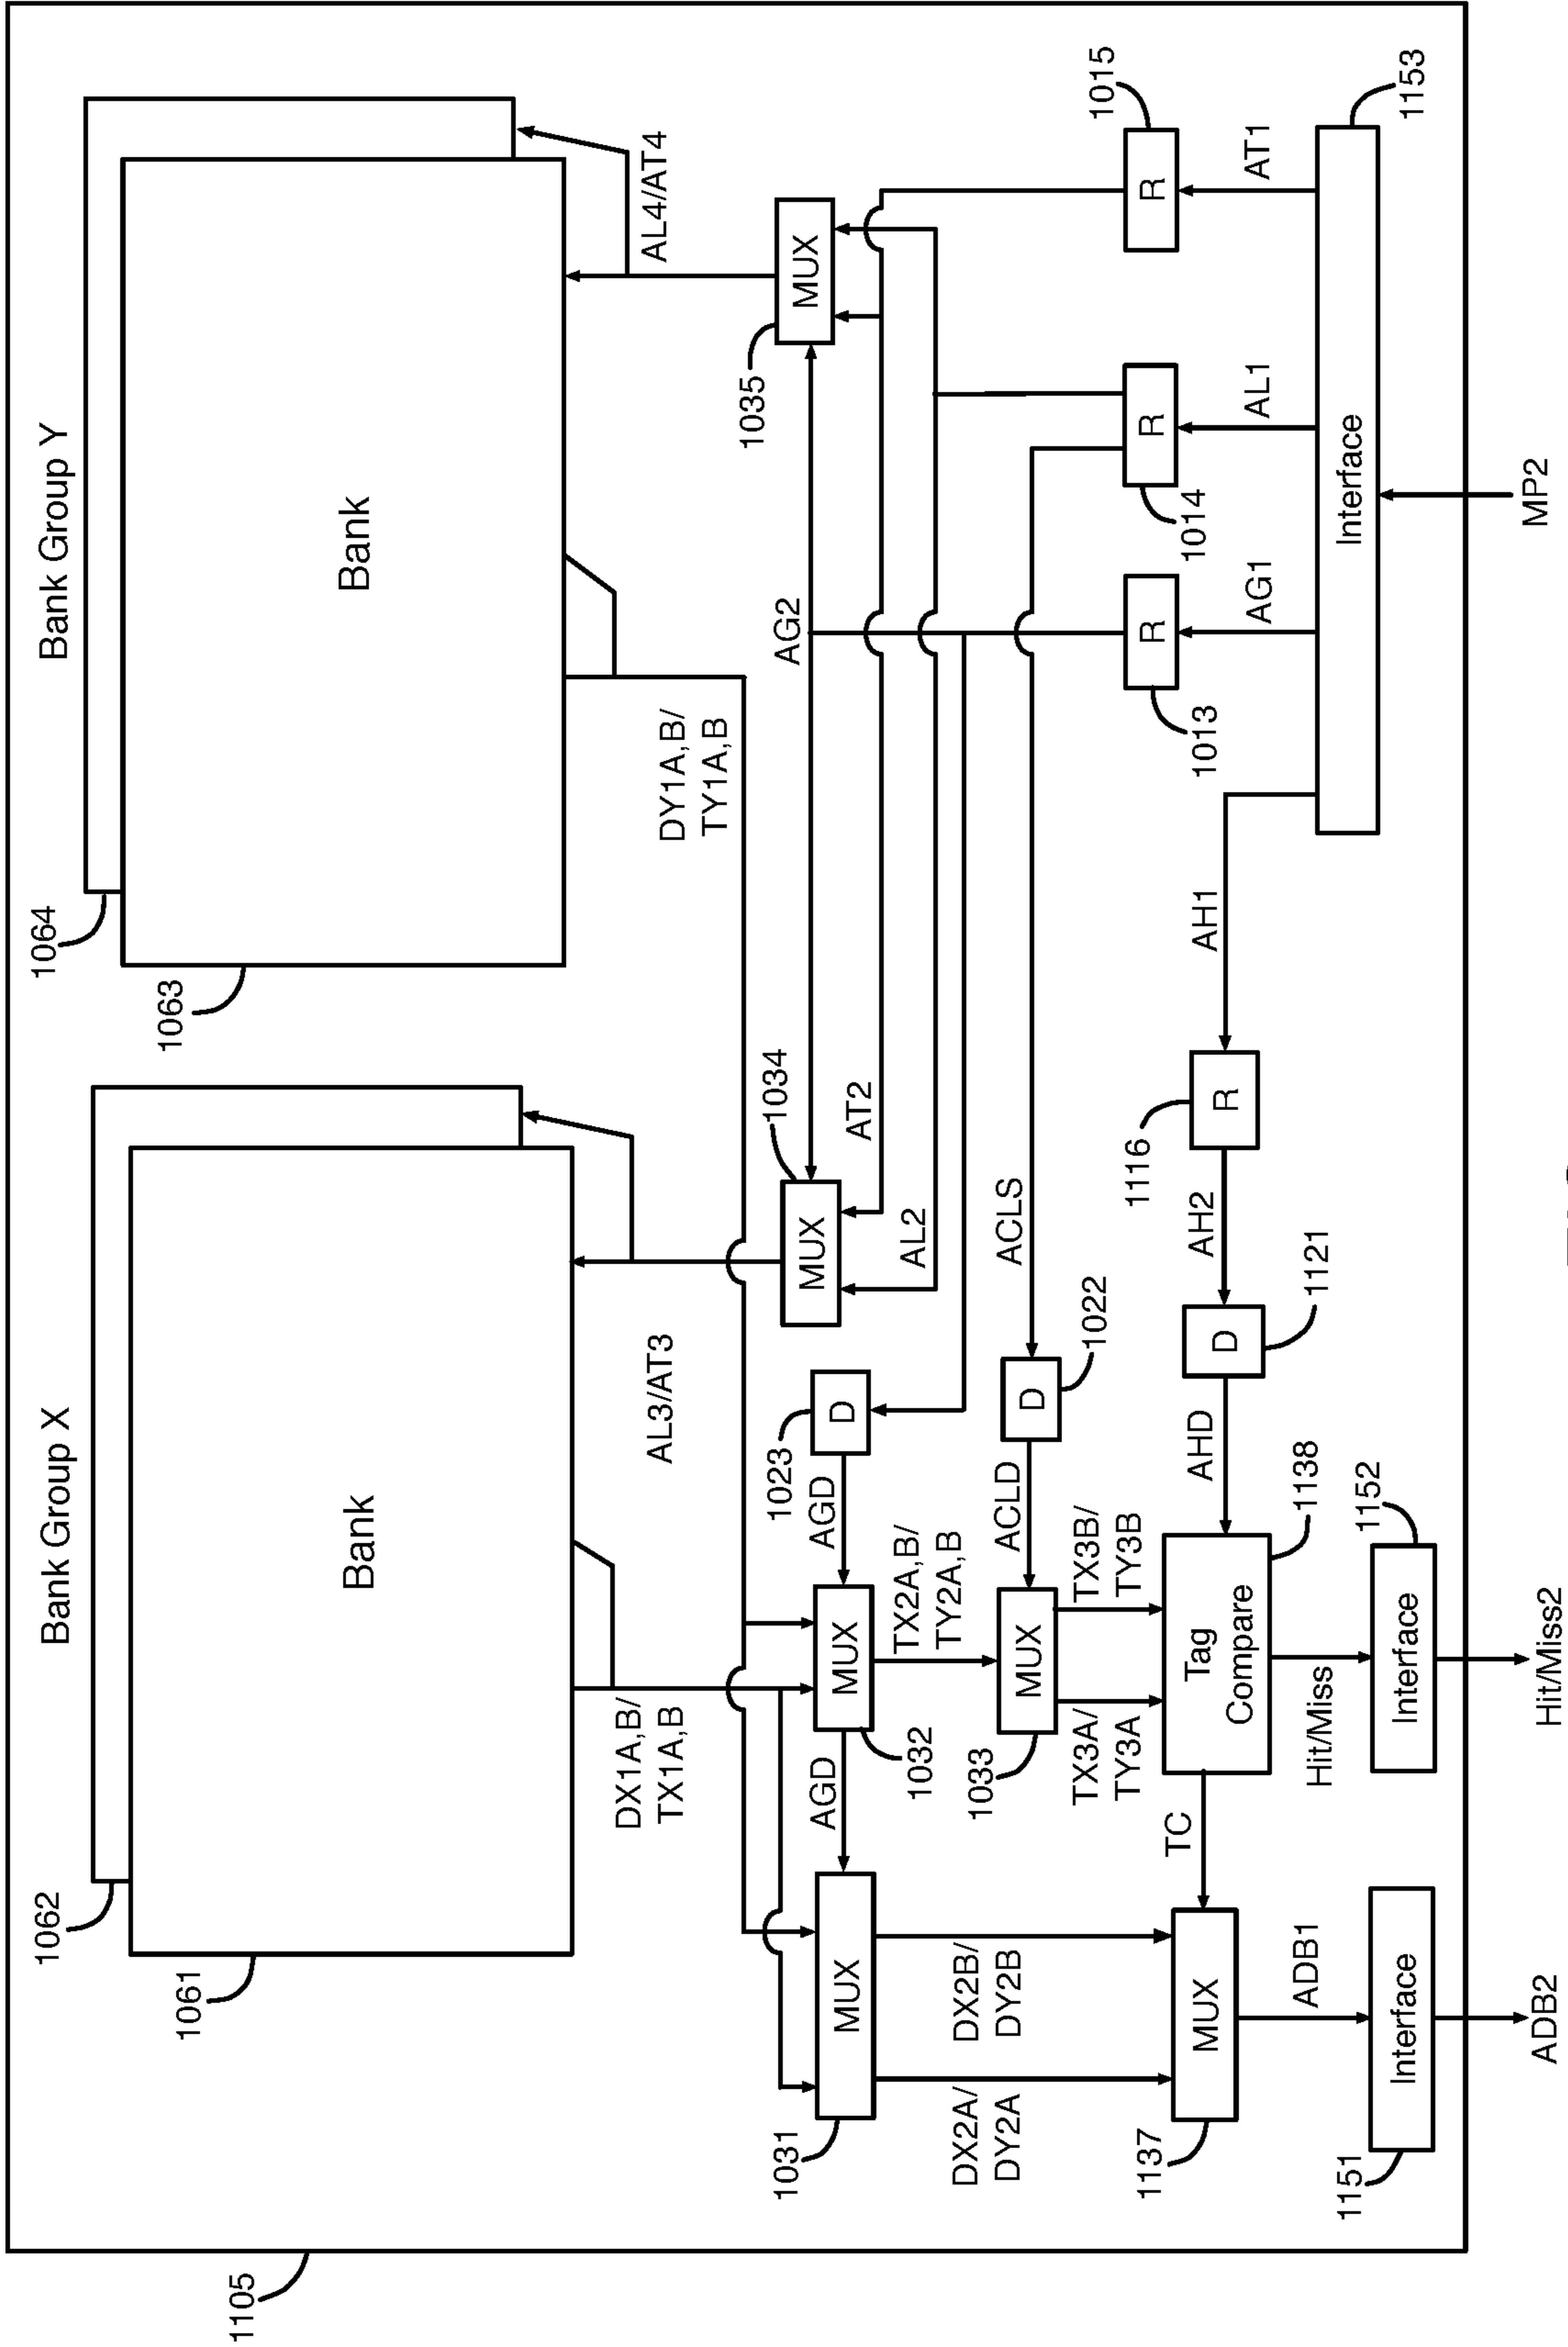 1105
Bank Group X
Bank Group Y
1062
1061
Bank
1064
1063
Bank
DX1A,B/
TX1A,B
AL3/AT3
DY1A,B/
TY1A,B
AL4/AT4
1031
MUX
AGD
1032
MUX
AGD
1023
D
1034
MUX
AG2
1035
MUX
AT2
AL2
DX2A/
DY2A
DX2B/
DY2B
TX2A,B/
TY2A,B
1033
MUX
ACLD
D
1022
ACLS
TX3A/
TY3A
TX3B/
TY3B
1013
R
1014
R
R
1015
1137
MUX
TC
Tag
Compare
1138
AHD
D
1121
AH2
1116
R
AH1
AG1
AL1
AT1
ADB1
Hit/Miss
1151
Interface
Interface
1152
Interface
1153
ADB2
Hit/Miss2
MP2